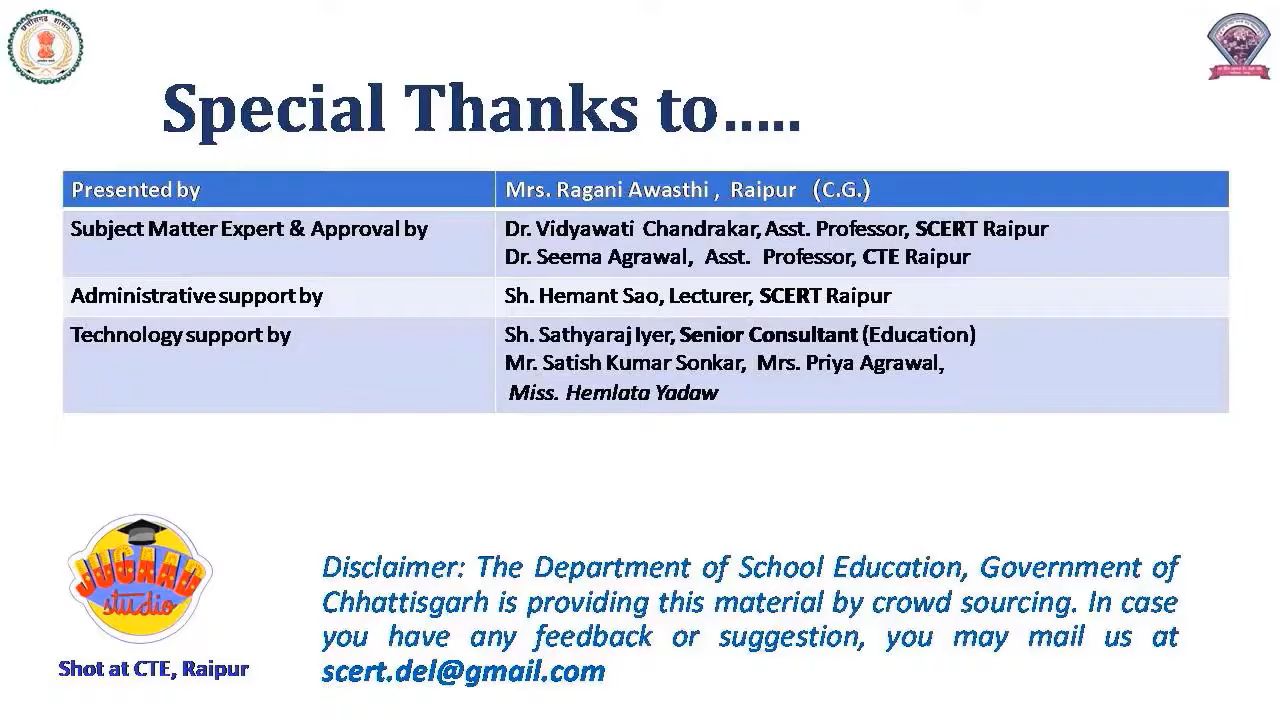 छत्तीसगढ़ शासन
Special Thanks to.....
Presented by
Mrs. Ragani Awasthi , Raipur (C.G.)
Subject Matter Expert & Approval by
Dr. Vidyawati Chandrakar, Asst. Professor, SCERT Raipur
Dr. Seema Agrawal, Asst. Professor, CTE Raipur
Administrative support by
Sh. Hemant Sao, Lecturer, SCERT Raipur
Technology support by
Sh. Sathyaraj Iyer, Senior Consultant (Education)
Mr. Satish Kumar Sonkar, Mrs. Priya Agrawal,
Miss. Hemlata Yadaw
JUGAAD
studio
Shot at CTE, Raipur
Disclaimer: The Department of School Education, Government of
Chhattisgarh is providing this material by crowd sourcing. In case
you have any feedback or suggestion, you may mail us at
scert.del@gmail.com